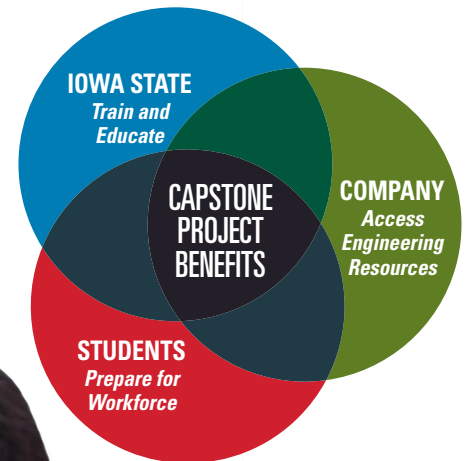 IOWA STATE
Train and
Educate
COMPANY
Access
Engineering
Resources
CAPSTONE
PROJECT
BENEFITS
STUDENTS
Prepare for
Workforce